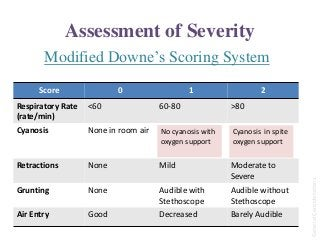 Assessment of Severity
Modified Downe's Scoring System
Score 0 1 2
Respiratory Rate (rate/min) <60 60-80 >80
Cyanosis None in room air No cyanosis with oxygen support Cyanosis in spite oxygen support
Retractions None Mild Moderate to Severe
Grunting None Audible with Stethoscope Audible without Stethoscope
Air Entry Good Decreased Barely Audible
General Considerations